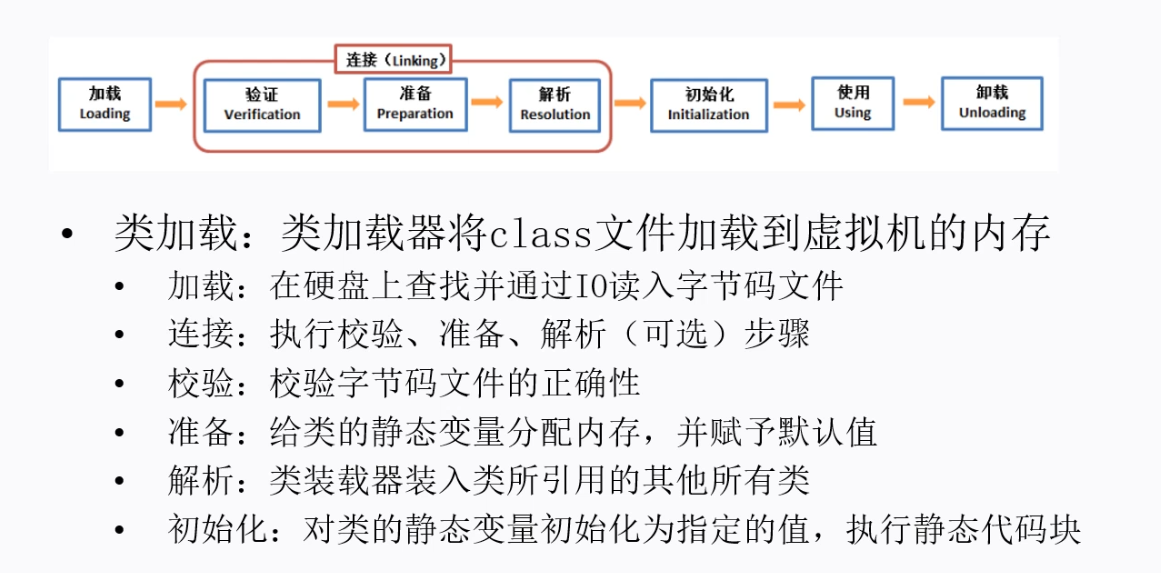 连接（Linking）
加载
Loading
验证
Verification
准备
Preparation
解析
Resolution
初始化
Initialization
使用
Using
卸载
Unloading
• 类加载：类加载器将class文件加载到虚拟机的内存
• 加载：在硬盘上查找并通过IO读入字节码文件
• 连接：执行校验、准备、解析（可选）步骤
• 校验：校验字节码文件的正确性
• 准备：给类的静态变量分配内存，并赋予默认值
• 解析：类装载器装入类所引用的其他所有类
• 初始化：对类的静态变量初始化为指定的值，执行静态代码块